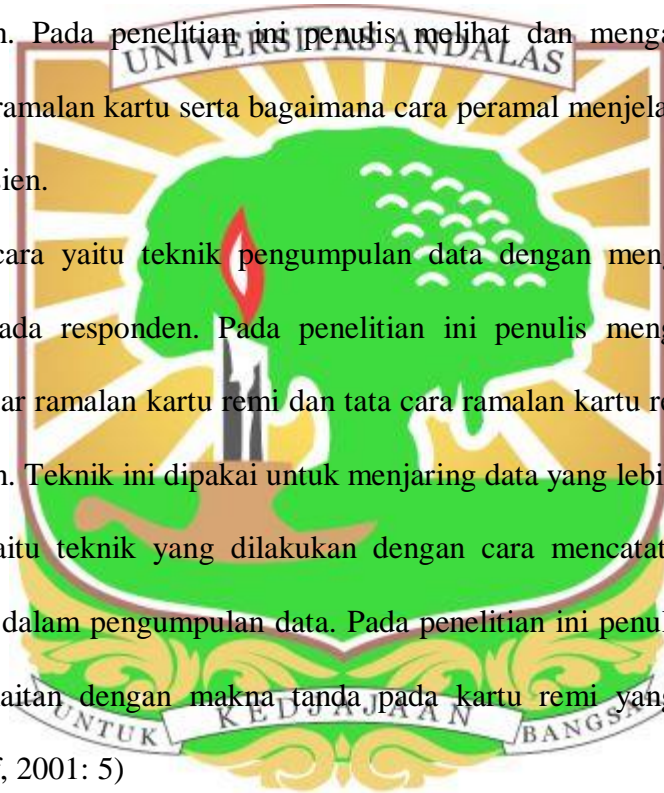 n. Pada penelitian ini penulis melihat dan menga
UNIVERSITAS ANDALAS
ramalan kartu serta bagaimana cara peramal menjela
sien.
cara yaitu teknik pengumpulan data dengan meng
ada responden. Pada penelitian ini penulis meng
ar ramalan kartu remi dan tata cara ramalan kartu re
n. Teknik ini dipakai untuk menjaring data yang lebi
aitu teknik yang dilakukan dengan cara mencatat
dalam pengumpulan data. Pada penelitian ini penul
aitan dengan makna tanda pada kartu remi yang
UNTUK KEDJAJAAN BANGSA
f, 2001: 5)